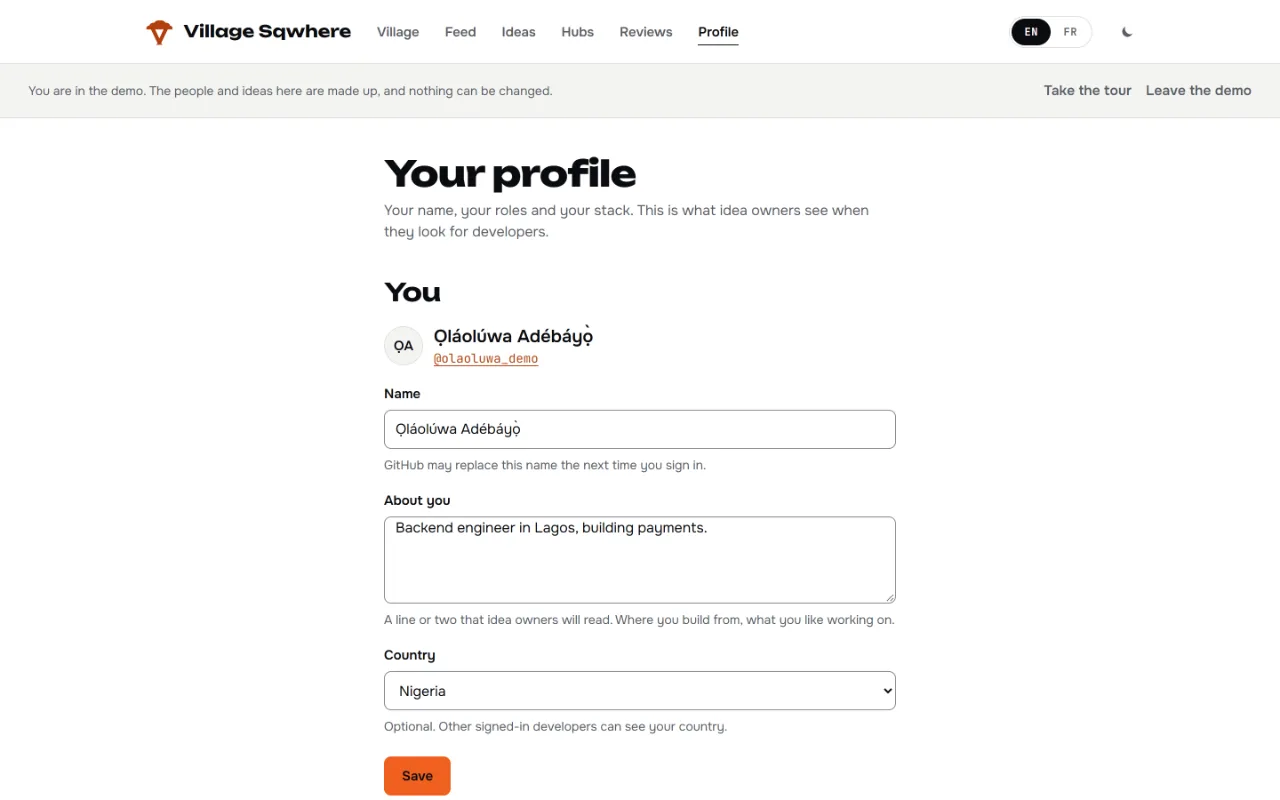 Village Sqwhere
Village
Feed
Ideas
Hubs
Reviews
Profile
EN
FR
You are in the demo. The people and ideas here are made up, and nothing can be changed.
Take the tour
Leave the demo
Your profile
Your name, your roles and your stack. This is what idea owners see when
they look for developers.
You
ỌA
Ọláolúwa Adébáyọ̀
@olaoluwa_demo
Name
Ọláolúwa Adébáyọ̀
GitHub may replace this name the next time you sign in.
About you
Backend engineer in Lagos, building payments.
A line or two that idea owners will read. Where you build from, what you like working on.
Country
Nigeria
Optional. Other signed-in developers can see your country.
Save